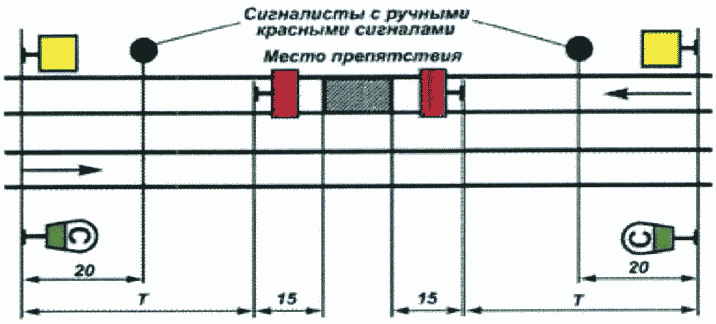 Сигналисты с ручными
красными сигналами
Место препятствия
С
С
20
20
Т
15
15
Т